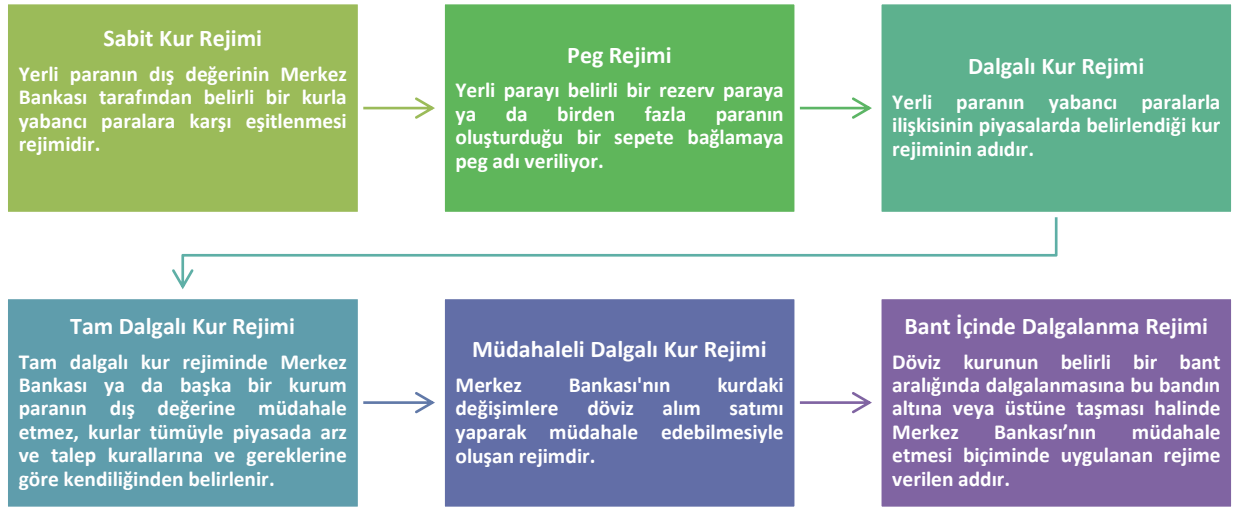 Sabit Kur Rejimi
Yerli paranın dış değerinin Merkez
Bankası tarafından belirli bir kurla
yabancı paralara karşı eşitlenmesi
rejimidir.
Peg Rejimi
Yerli parayı belirli bir rezerv paraya
ya da birden fazla paranın
oluşturduğu bir sepete bağlamaya
peg adı veriliyor.
Dalgalı Kur Rejimi
Yerli paranın yabancı paralarla
ilişkisinin piyasalarda belirlendiği kur
rejiminin adıdır.
Tam Dalgalı Kur Rejimi
Tam dalgalı kur rejiminde Merkez
Bankası ya da başka bir kurum
paranın dış değerine müdahale
etmez, kurlar tümüyle piyasada arz
ve talep kurallarına ve gereklerine
göre kendiliğinden belirlenir.
Müdahaleli Dalgalı Kur Rejimi
Merkez Bankası'nın kurdaki
değişimlere döviz alım satımı
yaparak müdahale edebilmesiyle
oluşan rejimdir.
Bant İçinde Dalgalanma Rejimi
Döviz kurunun belirli bir bant
aralığında dalgalanmasına bu bandın
altına veya üstüne taşması halinde
Merkez Bankası’nın müdahale
etmesi biçiminde uygulanan rejime
verilen addır.